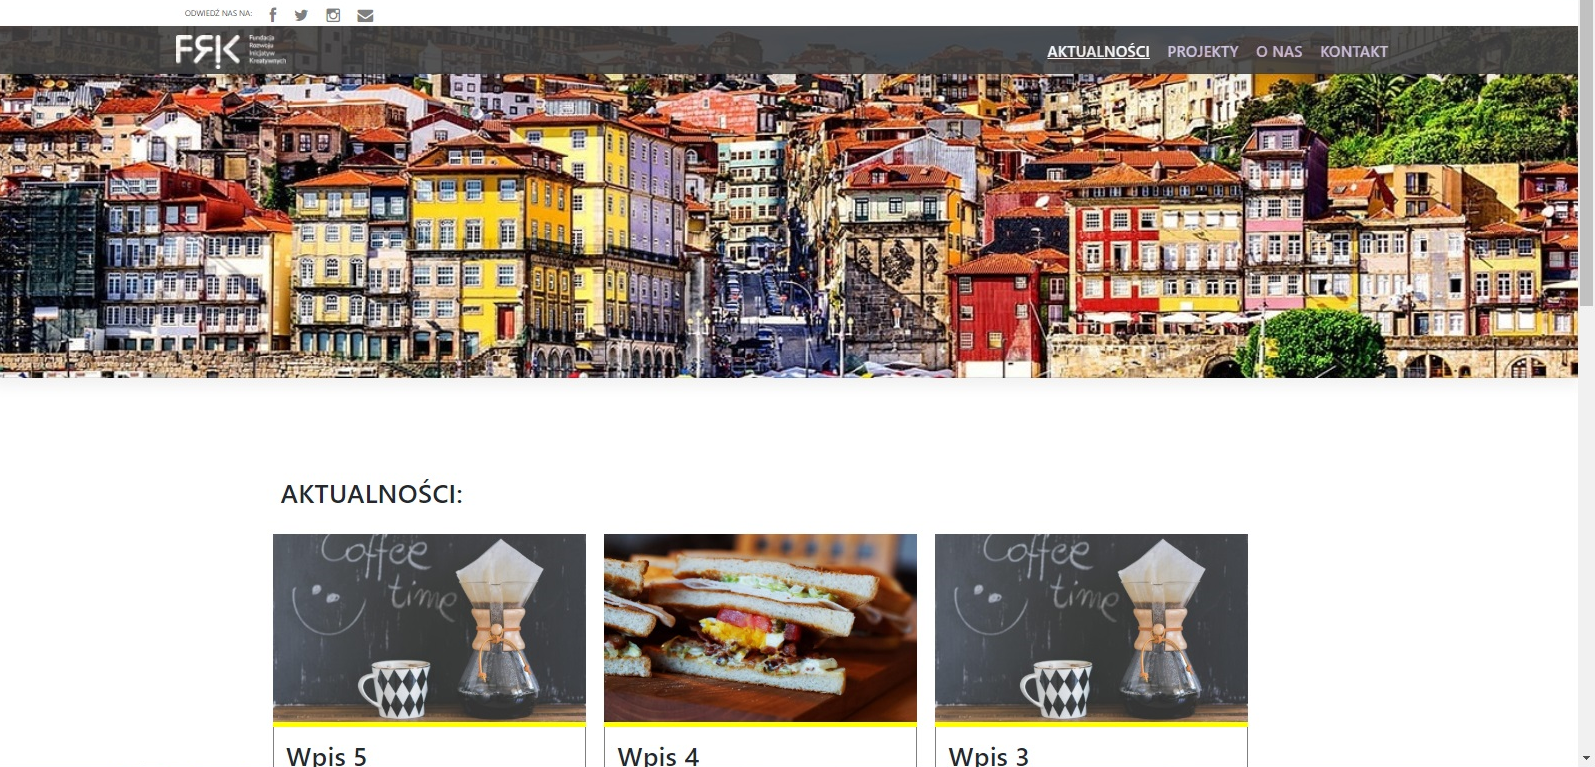 ODWIEDŹ NAS NA:
FRIK
Fundacja
Rozwoju
Inicjatyw
Kreatywnych
AKTUALNOŚCI PROJEKTY O NAS KONTAKT
AKTUALNOŚCI:
Coffee
time
Coffee
time
Wpis 5
Wpis 4
Wpis 3